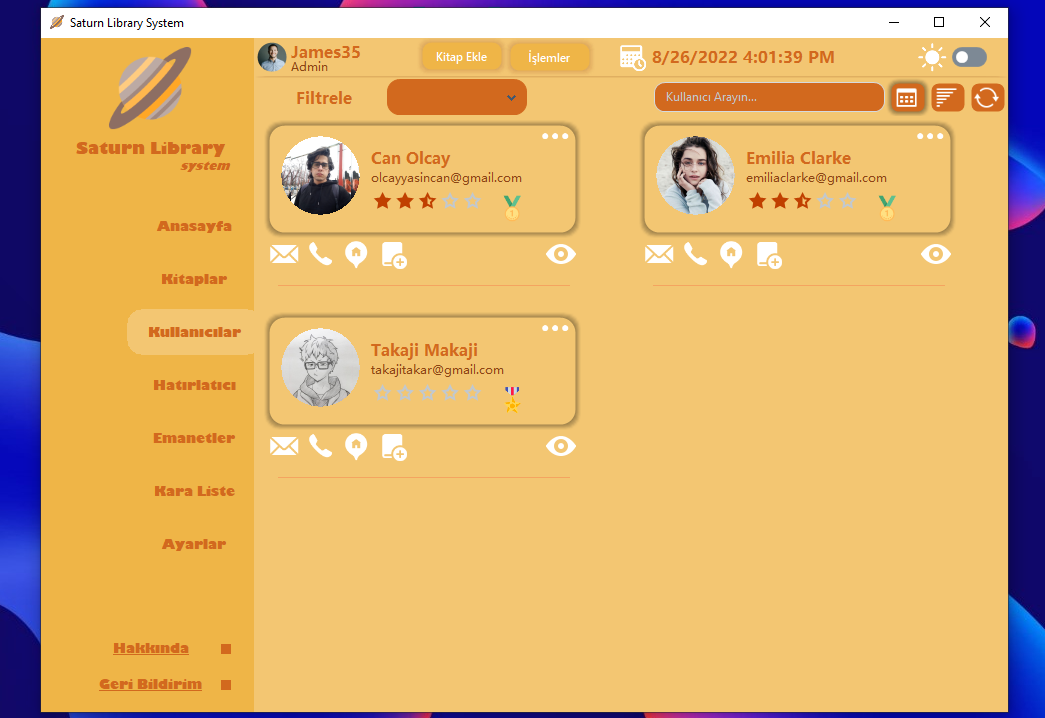 Saturn Library System
Saturn Library
system
Anasayfa
Kitaplar
Kullanıcılar
Hatırlatıcı
Emanetler
Kara Liste
Ayarlar
Hakkında
Geri Bildirim
James35
Admin
Kitap Ekle
İşlemler
8/26/2022 4:01:39 PM
Filtrele
Kullanıcı Arayın...
Can Olcay
olcayyasincan@gmail.com
1
Emilia Clarke
emiliaclarke@gmail.com
1
Takaji Makaji
takajitakar@gmail.com